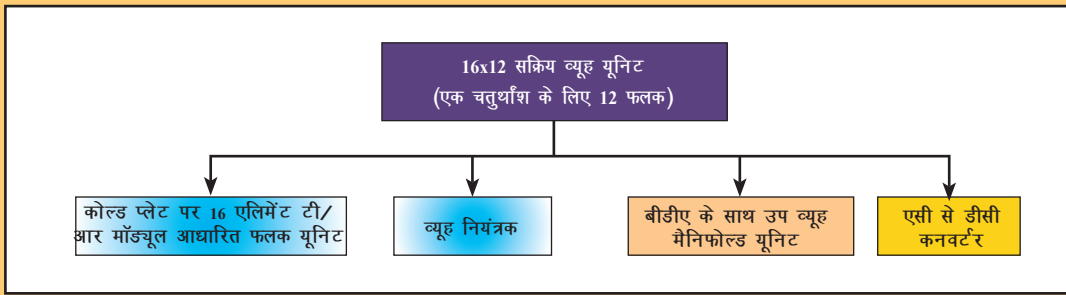 16x12 सक्रिय व्यूह यूनिट
(एक चतुर्थांश के लिए 12 फलक)
कोल्ड प्लेट पर 16 एलिमेंट टी/
आर मॉड्यूल आधारित फलक यूनिट
व्यूह नियंत्रक
बीडीए के साथ उप व्यूह
मैनिफोल्ड यूनिट
एसी से डीसी
कनवर्टर